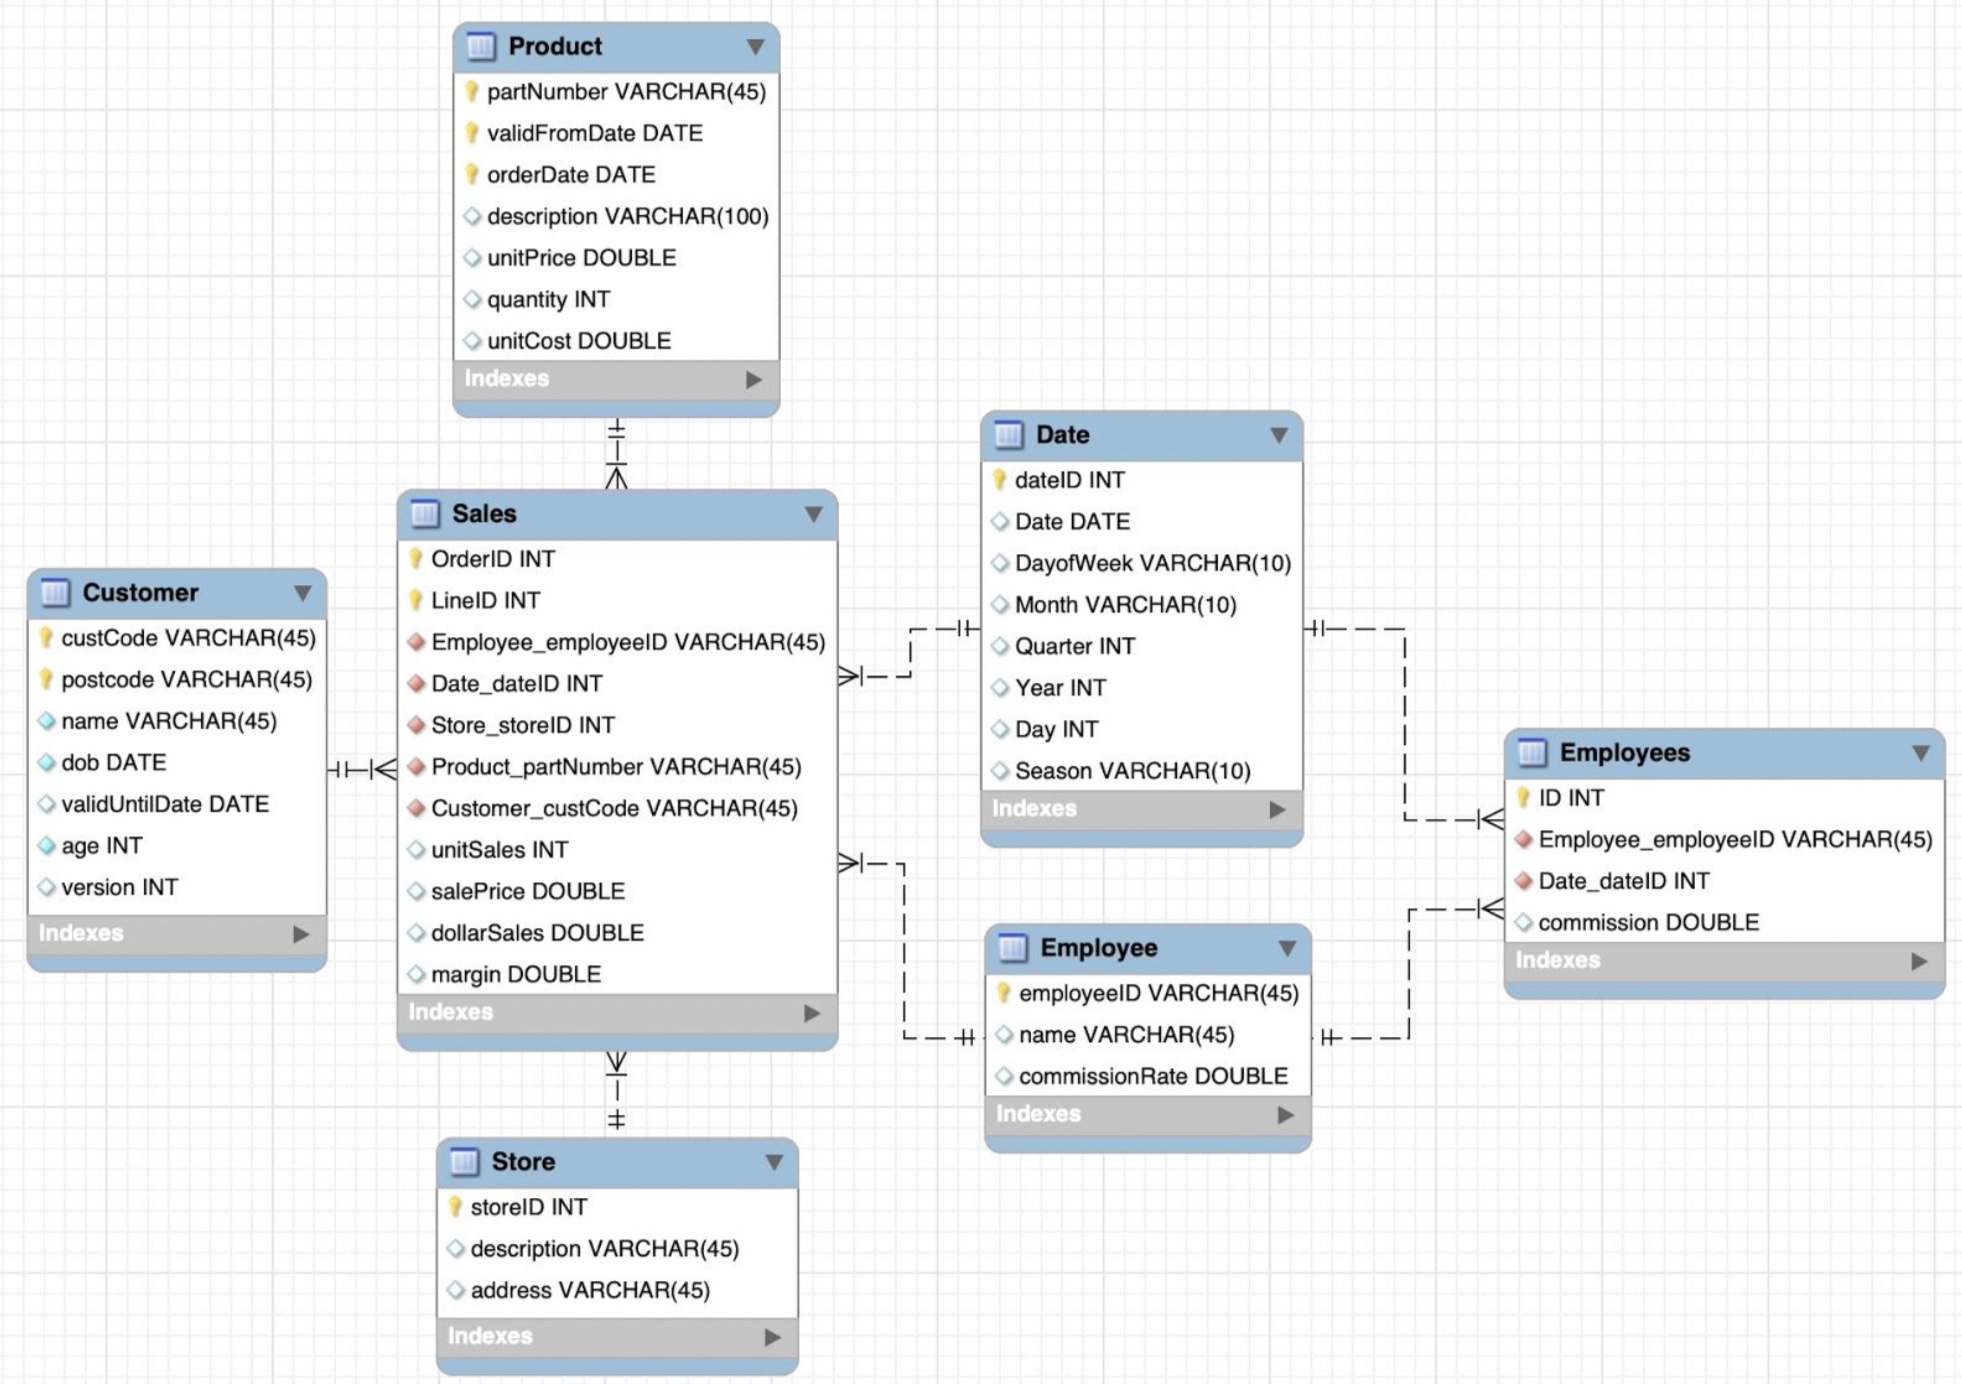 Product
partNumber VARCHAR(45)
validFromDate DATE
orderDate DATE
description VARCHAR(100)
unitPrice DOUBLE
quantity INT
unitCost DOUBLE
Indexes
Customer
custCode VARCHAR(45)
postcode VARCHAR(45)
name VARCHAR(45)
dob DATE
validUntilDate DATE
age INT
version INT
Indexes
Sales
OrderID INT
LineID INT
Employee_employeeID VARCHAR(45)
Date_dateID INT
Store_storeID INT
Product_partNumber VARCHAR(45)
Customer_custCode VARCHAR(45)
unitSales INT
salePrice DOUBLE
dollarSales DOUBLE
margin DOUBLE
Indexes
Date
dateID INT
Date DATE
DayofWeek VARCHAR(10)
Month VARCHAR(10)
Quarter INT
Year INT
Day INT
Season VARCHAR(10)
Indexes
Employees
ID INT
Employee_employeeID VARCHAR(45)
Date_dateID INT
commission DOUBLE
Indexes
Employee
employeeID VARCHAR(45)
name VARCHAR(45)
commissionRate DOUBLE
Indexes
Store
storeID INT
description VARCHAR(45)
address VARCHAR(45)
Indexes